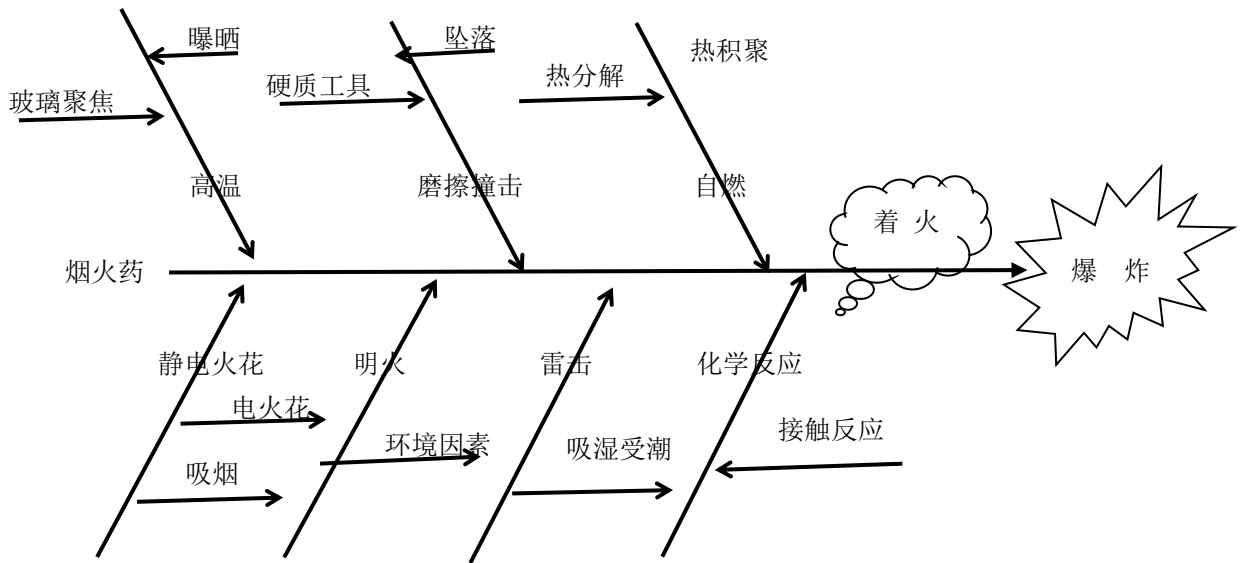 曝晒
坠落
热积聚
硬质工具
热分解
玻璃聚焦
高温
磨擦撞击
自燃
着 火
烟火药
爆 炸
静电火花
明火
雷击
化学反应
电火花
环境因素
吸湿受潮
接触反应
吸烟